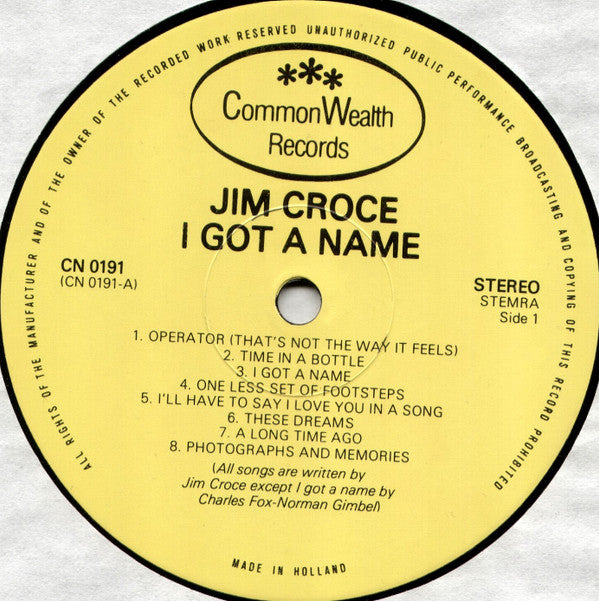 ALL RIGHTS OF THE MANUFACTURER AND OF THE OWNER OF THE RECORDED WORK RESERVED UNAUTHORIZED PUBLIC PERFORMANCE BROADCASTING AND COPYING OF THIS RECORD PROHIBITED
***
CommonWealth
Records
JIM CROCE
I GOT A NAME
CN 0191
(CN 0191-A)
STEREO
STEMRA
Side 1
1. OPERATOR (THAT'S NOT THE WAY IT FEELS)
2. TIME IN A BOTTLE
3. I GOT A NAME
4. ONE LESS SET OF FOOTSTEPS
5. I'LL HAVE TO SAY I LOVE YOU IN A SONG
6. THESE DREAMS
7. A LONG TIME AGO
8. PHOTOGRAPHS AND MEMORIES
(All songs are written by
Jim Croce except I got a name by
Charles Fox-Norman Gimbel)
MADE IN HOLLAND